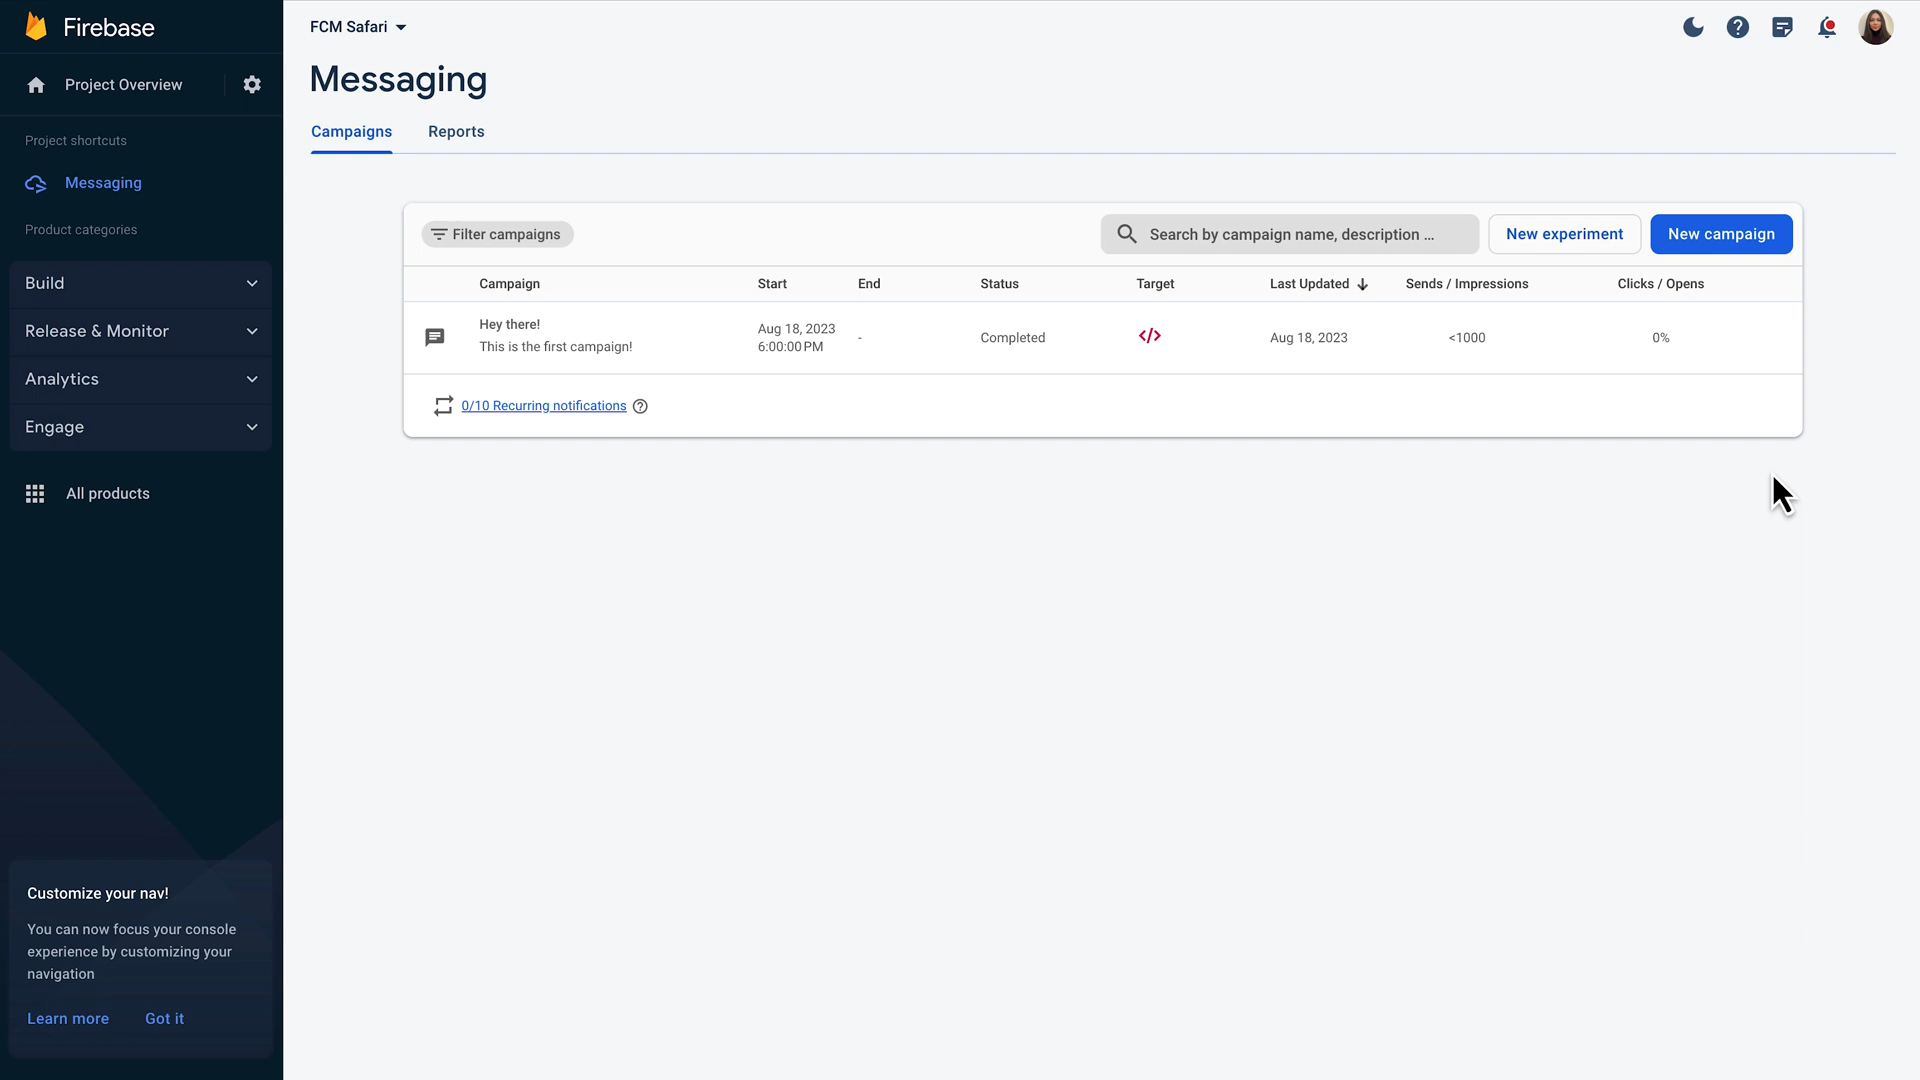 Firebase
Project Overview
Project shortcuts
Messaging
Product categories
Build
Release & Monitor
Analytics
Engage
All products
Customize your nav!
You can now focus your console
experience by customizing your
navigation
Learn more Got it
FCM Safari
Messaging
Campaigns Reports
Filter campaigns Search by campaign name, description ... New experiment New campaign
Campaign Start End Status Target Last Updated Sends / Impressions Clicks / Opens
Hey there!
This is the first campaign!
Aug 18, 2023
6:00:00 PM
- Completed </> Aug 18, 2023 <1000 0%
0/10 Recurring notifications